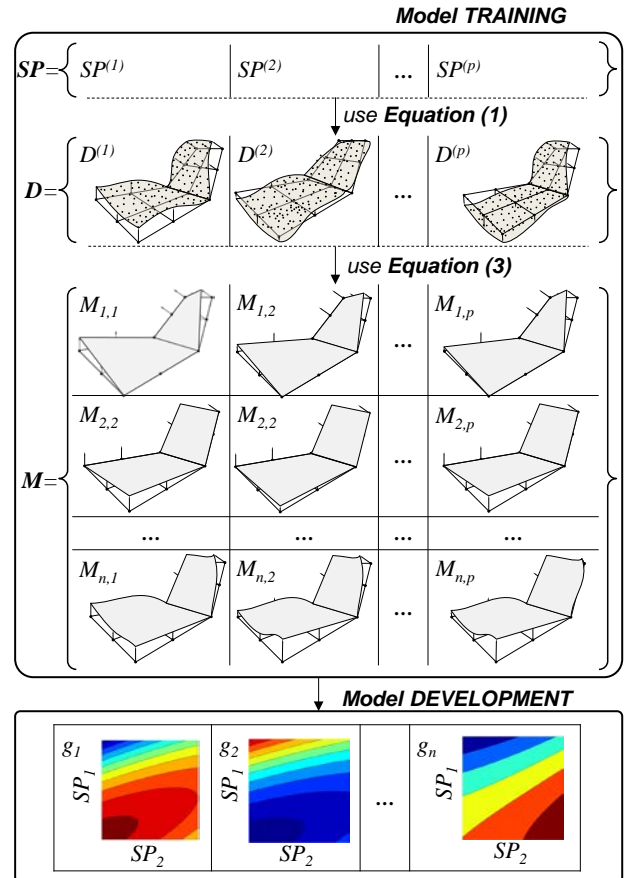 Model TRAINING
SP= SP(1) SP(2) ... SP(p)
use Equation (1)
D(1) D(2) D(p)
D= ...
use Equation (3)
M1,1 M1,2 M1,p
...
M2,2 M2,2 M2,p
M= ...
... ... ... ...
Mn,1 Mn,2 Mn,p
...
Model DEVELOPMENT
g1 g2 gn
SP1 SP1 ... SP1
SP2 SP2 SP2